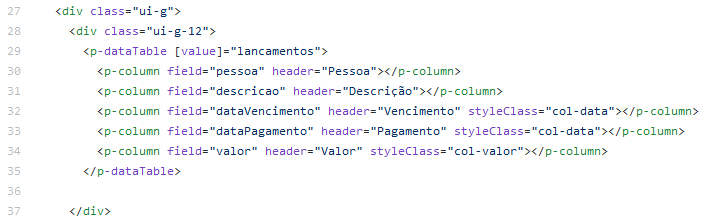 27 <div class="ui-g">
28 <div class="ui-g-12">
29 <p-dataTable [value]="lancamentos">
30 <p-column field="pessoa" header="Pessoa"></p-column>
31 <p-column field="descricao" header="Descrição"></p-column>
32 <p-column field="dataVencimento" header="Vencimento" styleClass="col-data"></p-column>
33 <p-column field="dataPagamento" header="Pagamento" styleClass="col-data"></p-column>
34 <p-column field="valor" header="Valor" styleClass="col-valor"></p-column>
35 </p-dataTable>
36
37 </div>